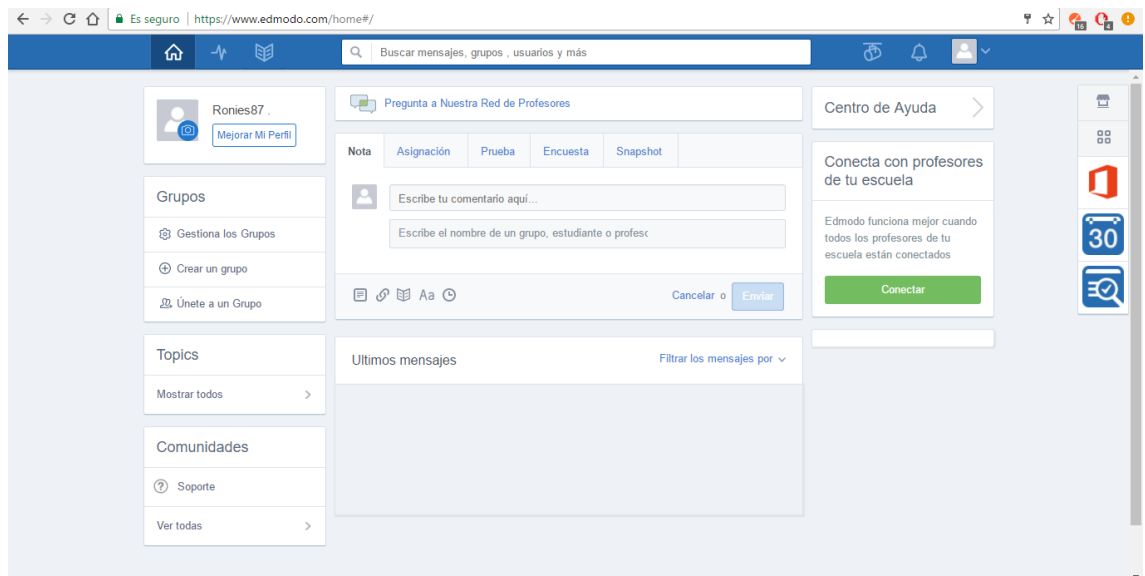 Es seguro | https://www.edmodo.com/home#/
16
4
Buscar mensajes, grupos , usuarios y más
Ronies87 .
Mejorar Mi Perfil
Grupos
Gestiona los Grupos
Crear un grupo
Únete a un Grupo
Topics
Mostrar todos
Comunidades
Soporte
Ver todas
Pregunta a Nuestra Red de Profesores
Nota Asignación Prueba Encuesta Snapshot
Escribe tu comentario aquí...
Escribe el nombre de un grupo, estudiante o profesc
Aa
Cancelar o Enviar
Ultimos mensajes
Filtrar los mensajes por
Centro de Ayuda
Conecta con profesores
de tu escuela
Edmodo funciona mejor cuando
todos los profesores de tu
escuela están conectados
Conectar
30